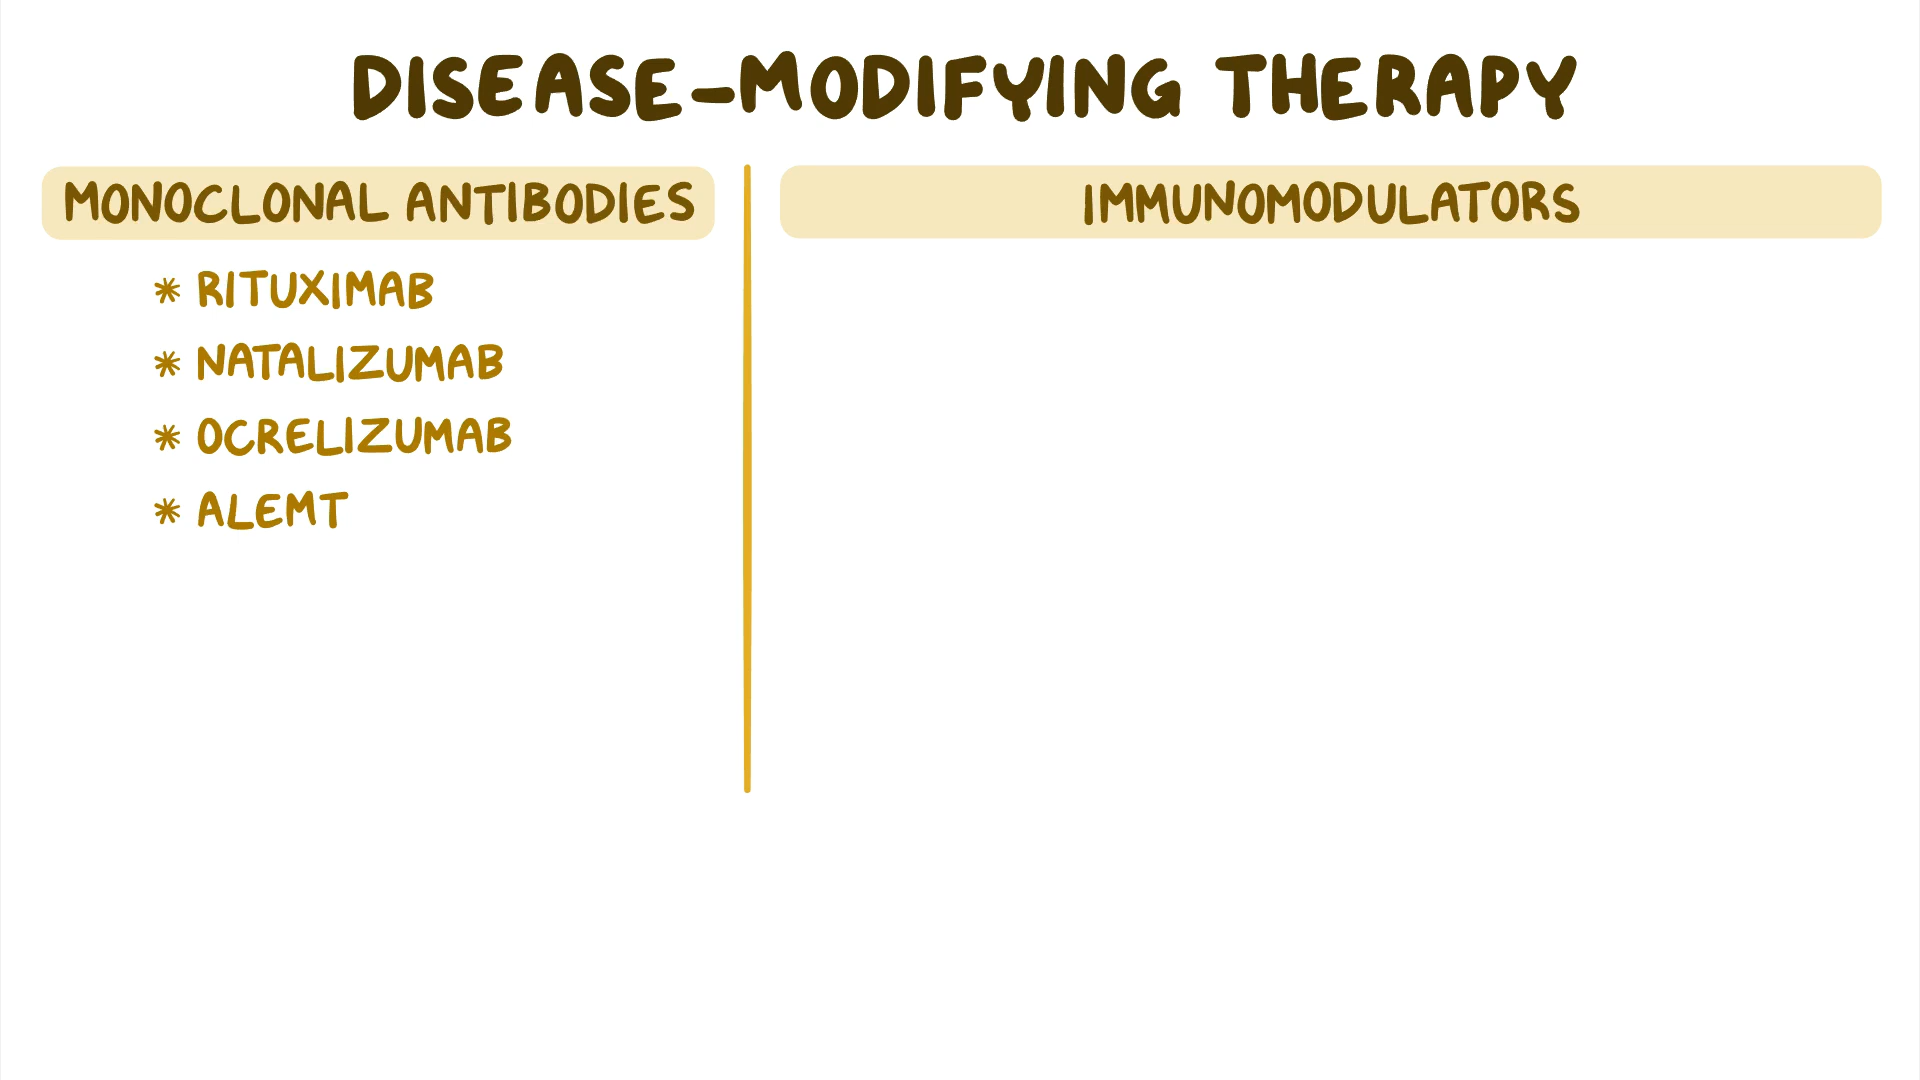 DISEASE-MODIFYING THERAPY
MONOCLONAL ANTIBODIES
* RITUXIMAB
* NATALIZUMAB
* OCRELIZUMAB
* ALEMT
IMMUNOMODULATORS